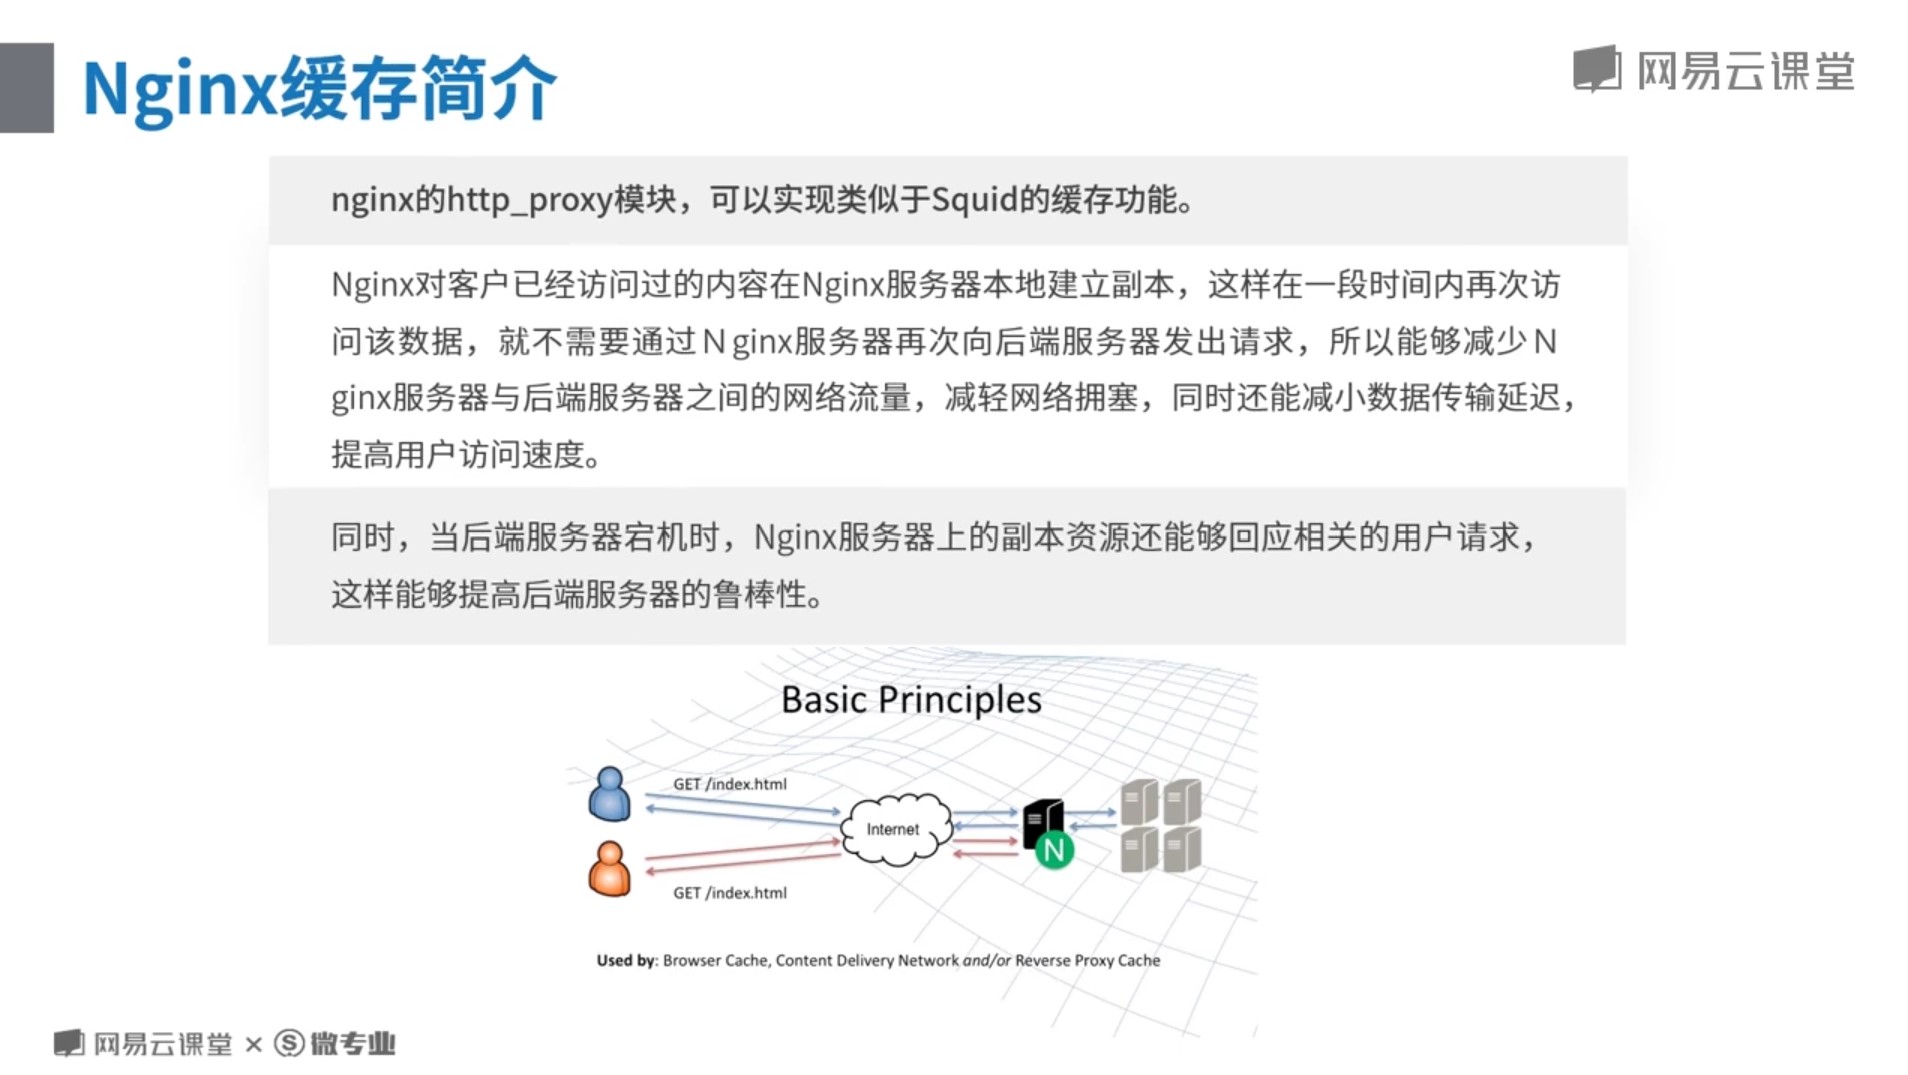 Nginx缓存简介
网易云课堂
nginx的http_proxy模块，可以实现类似于Squid的缓存功能。
Nginx对客户已经访问过的内容在Nginx服务器本地建立副本，这样在一段时间内再次访
问该数据，就不需要通过Nginx服务器再次向后端服务器发出请求，所以能够减少N
ginx服务器与后端服务器之间的网络流量，减轻网络拥塞，同时还能减小数据传输延迟，
提高用户访问速度。
同时，当后端服务器宕机时，Nginx服务器上的副本资源还能够回应相关的用户请求，
这样能够提高后端服务器的鲁棒性。
Basic Principles
GET /index.html
Internet
N
GET /index.html
Used by: Browser Cache, Content Delivery Network and/or Reverse Proxy Cache
网易云课堂 × S 微专业